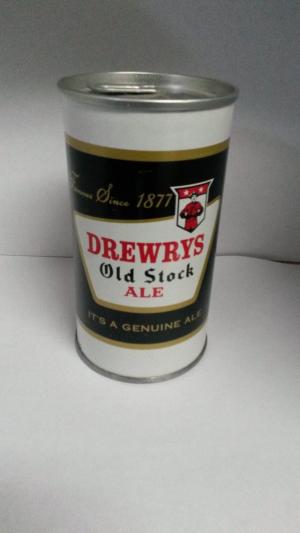 Famous Since 1877
DREWRYS
Old Stock
ALE
IT'S A GENUINE ALE